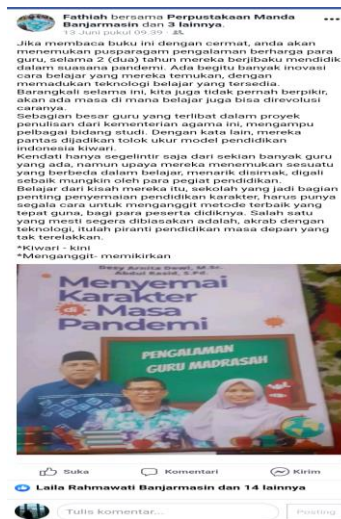 Fathiah bersama Perpustakaan Manda
Banjarmasin dan 3 lainnya.
13 Juni pukul 09.39 ·
Jika membaca buku ini dengan cermat, anda akan
menemukan pusparagam pengalaman berharga para
guru, selama 2 (dua) tahun mereka berjibaku mendidik
dalam suasana pandemi. Ada begitu banyak inovasi
cara belajar yang mereka temukan, dengan
memadukan teknologi belajar yang tersedia.
Barangkali selama ini, kita juga tidak pernah berpikir,
akan ada masa di mana belajar juga bisa direvolusi
caranya.
Sebagian besar guru yang terlibat dalam proyek
penulisan dari kementerian agama ini, mengampu
pelbagai bidang studi. Dengan kata lain, mereka
pantas dijadikan tolok ukur model pendidikan
indonesia kiwari.
Kendati hanya segelintir saja dari sekian banyak guru
yang ada, namun upaya mereka menemukan sesuatu
yang berbeda dalam belajar, menarik disimak, digali
sebaik mungkin oleh para pegiat pendidikan.
Belajar dari kisah mereka itu, sekolah yang jadi bagian
penting penyemaian pendidikan karakter, harus punya
segala cara untuk menganggit metode terbaik yang
tepat guna, bagi para peserta didiknya. Salah satu
yang mesti segera dibiasakan adalah, akrab dengan
teknologi, itulah piranti pendidikan masa depan yang
tak terelakkan.
*Kiwari - kini
*Menganggit- memikirkan
Dezy Arnita Dewi, M.Sc.
Abdul Rasid, S.Pd.
Menyemai
Karakter
di Masa
Pandemi
PENGALAMAN
GURU MADRASAH
Suka Komentari Kirim
Laila Rahmawati Banjarmasin dan 14 lainnya
Tulis komentar... Posting